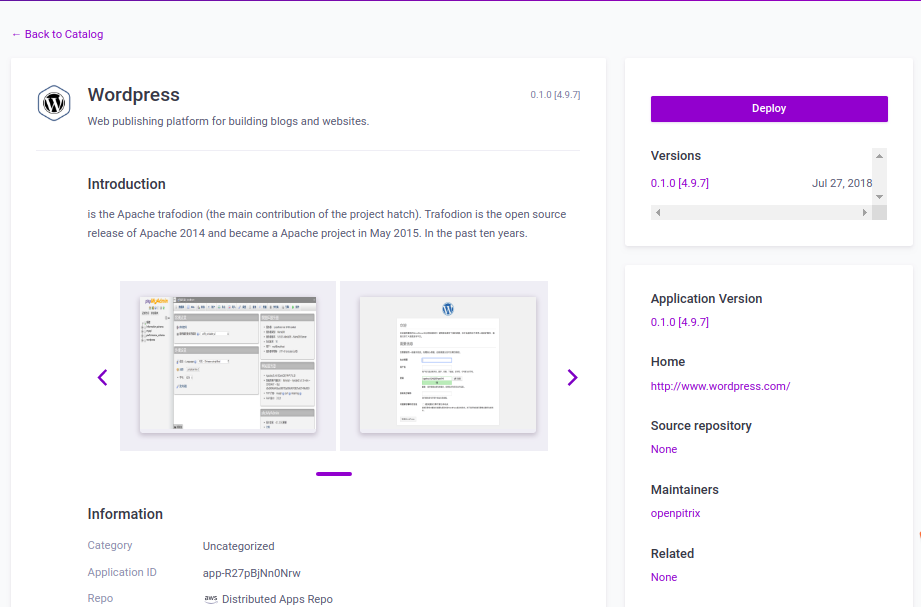 ← Back to Catalog
Wordpress
0.1.0 [4.9.7]
Web publishing platform for building blogs and websites.
Introduction
is the Apache trafodion (the main contribution of the project hatch). Trafodion is the open source
release of Apache 2014 and became a Apache project in May 2015. In the past ten years.
Information
Category
Uncategorized
Application ID
app-R27pBjNn0Nrw
Repo
aws Distributed Apps Repo
Deploy
Versions
0.1.0 [4.9.7]
Jul 27, 2018
Application Version
0.1.0 [4.9.7]
Home
http://www.wordpress.com/
Source repository
None
Maintainers
openpitrix
Related
None